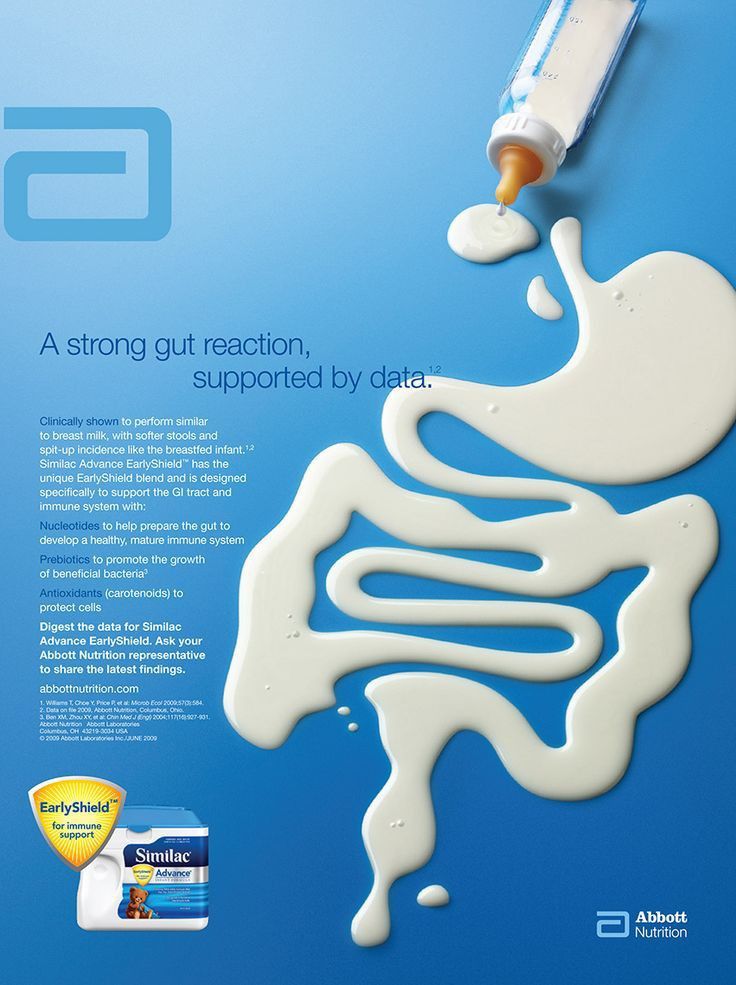 A strong gut reaction,
supported by data.1,2
Clinically shown to perform similar
to breast milk, with softer stools and
spit-up incidence like the breastfed infant.1,2
Similac Advance EarlyShield™ has the
unique EarlyShield blend and is designed
specifically to support the GI tract and
immune system with:
Nucleotides to help prepare the gut to
develop a healthy, mature immune system
Prebiotics to promote the growth
of beneficial bacteria3
Antioxidants (carotenoids) to
protect cells
Digest the data for Similac
Advance EarlyShield. Ask your
Abbott Nutrition representative
to share the latest findings.
abbottnutrition.com
1. Williams T, Choe Y, Price P, et al: Microb Ecol 2009;57(3):584.
2. Data on file 2009, Abbott Nutrition, Columbus, Ohio.
3. Ben XM, Zhou XY, et al: Chin Med J (Engl) 2004;117(16):927-931.
Abbott Nutrition Abbott Laboratories
Columbus, OH 43219-3034 USA
© 2009 Abbott Laboratories Inc./JUNE 2009
EarlyShield™
for immune
support
Similac®
EarlyShield
Advance®
INFANT FORMULA
Abbott
Nutrition